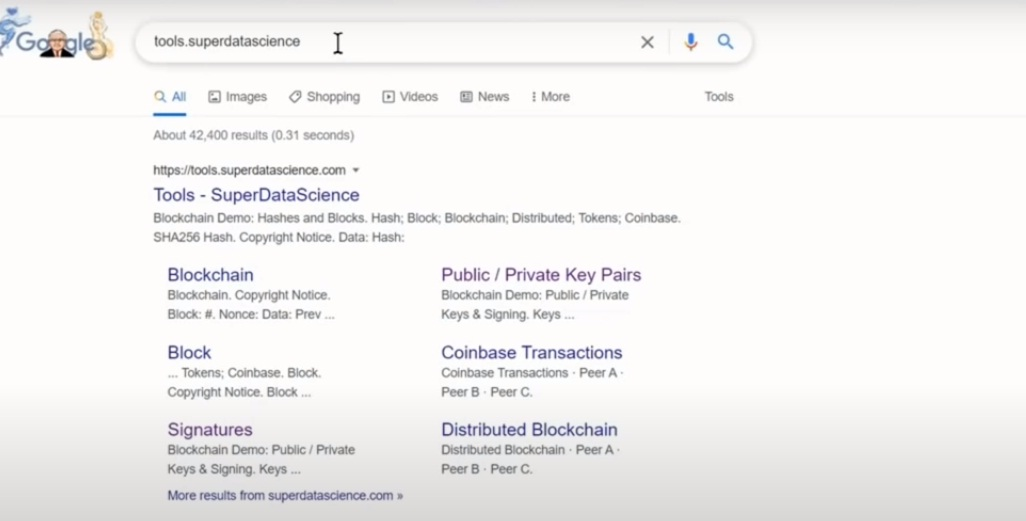 Google
tools.superdatascience
All Images Shopping Videos News More Tools
About 42,400 results (0.31 seconds)
https://tools.superdatascience.com
Tools - SuperDataScience
Blockchain Demo: Hashes and Blocks. Hash; Block; Blockchain; Distributed; Tokens; Coinbase.
SHA256 Hash. Copyright Notice. Data: Hash:
Blockchain
Blockchain. Copyright Notice.
Block: #. Nonce: Data: Prev ...
Public / Private Key Pairs
Blockchain Demo: Public / Private
Keys & Signing. Keys ...
Block
... Tokens; Coinbase. Block.
Copyright Notice. Block ...
Coinbase Transactions
Coinbase Transactions · Peer A ·
Peer B · Peer C.
Signatures
Blockchain Demo: Public / Private
Keys & Signing. Keys ...
Distributed Blockchain
Distributed Blockchain · Peer A ·
Peer B · Peer C.
More results from superdatascience.com »